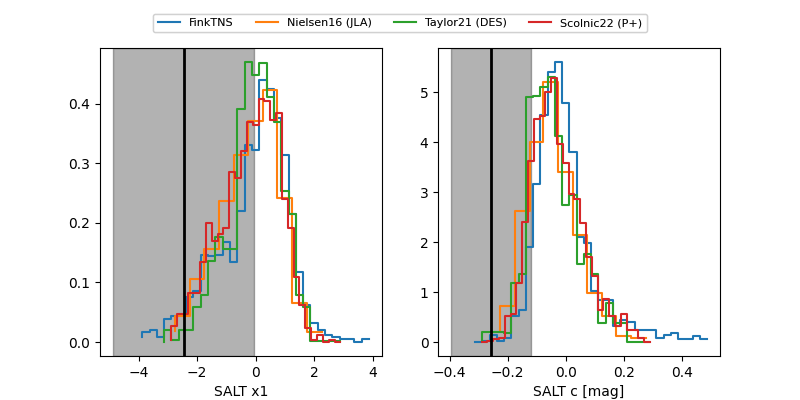 FinkTNS Nielsen16 (JLA) Taylor21 (DES) Scolnic22 (P+)
0.4
0.3
0.2
0.1
0.0
−4 −2 0 2 4
SALT x1
5
4
3
2
1
0
−0.4 −0.2 0.0 0.2 0.4
SALT c [mag]